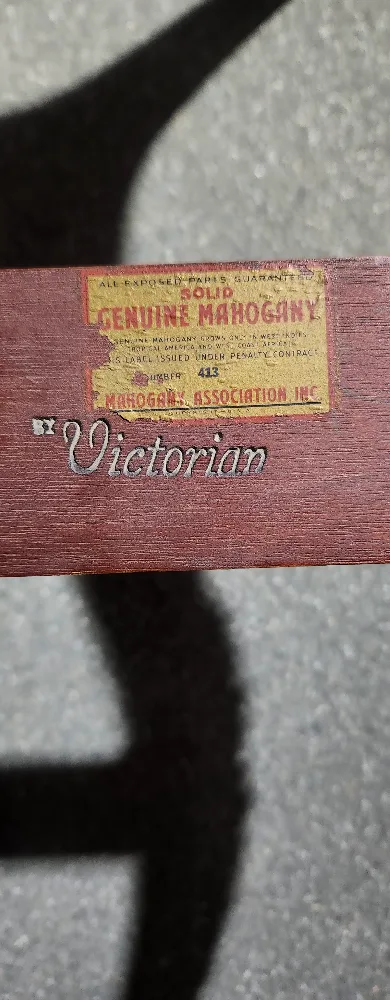 ALL EXPOSED PARTS GUARANTEED
SOLID
GENUINE MAHOGANY
GENUINE MAHOGANY GROWS ONLY IN WEST INDIES
TROPICAL AMERICA AND WEST COAST AFRICA
LABEL ISSUED UNDER PENALTY CONTRACT
NUMBER 413
MAHOGANY ASSOCIATION INC
BY Victorian